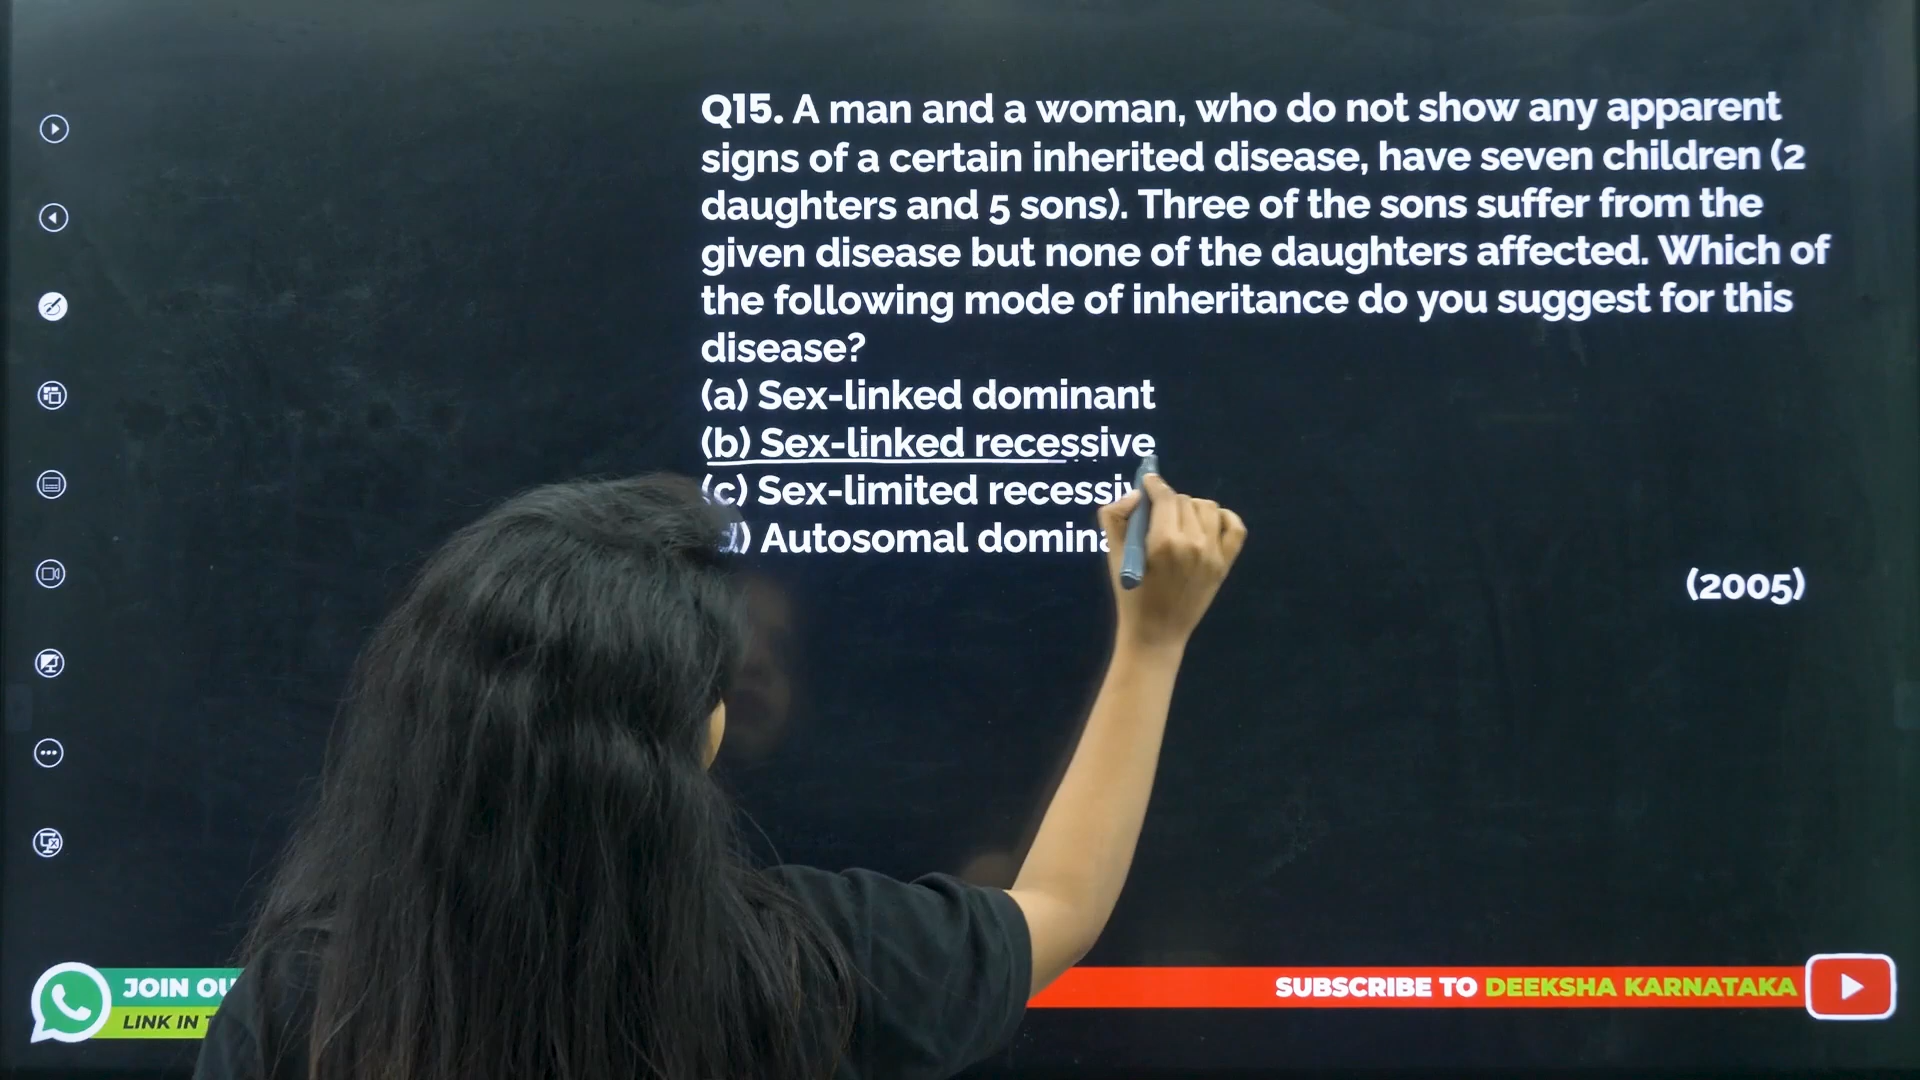 Q15. A man and a woman, who do not show any apparent
signs of a certain inherited disease, have seven children (2
daughters and 5 sons). Three of the sons suffer from the
given disease but none of the daughters affected. Which of
the following mode of inheritance do you suggest for this
disease?
(a) Sex-linked dominant
(b) Sex-linked recessive
(c) Sex-limited
Autosomal
(2005)
JOIN
LINK IN
SUBSCRIBE TO DEEKSHA KARNATAKA